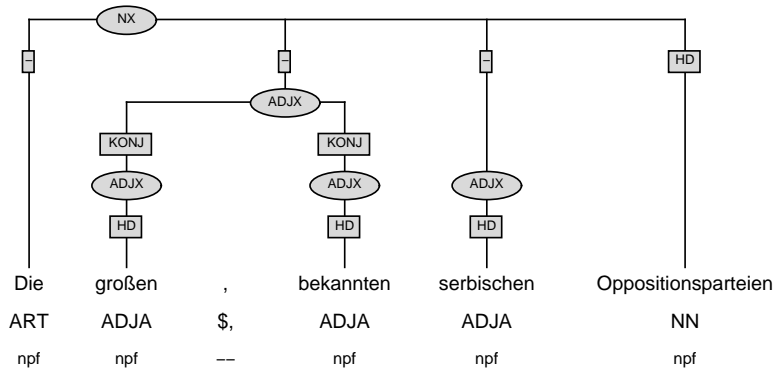 NX
– – – HD
ADJX
KONJ KONJ
ADJX ADJX ADJX
HD HD HD
Die großen , bekannten serbischen Oppositionsparteien
ART ADJA $, ADJA ADJA NN
npf npf −− npf npf npf